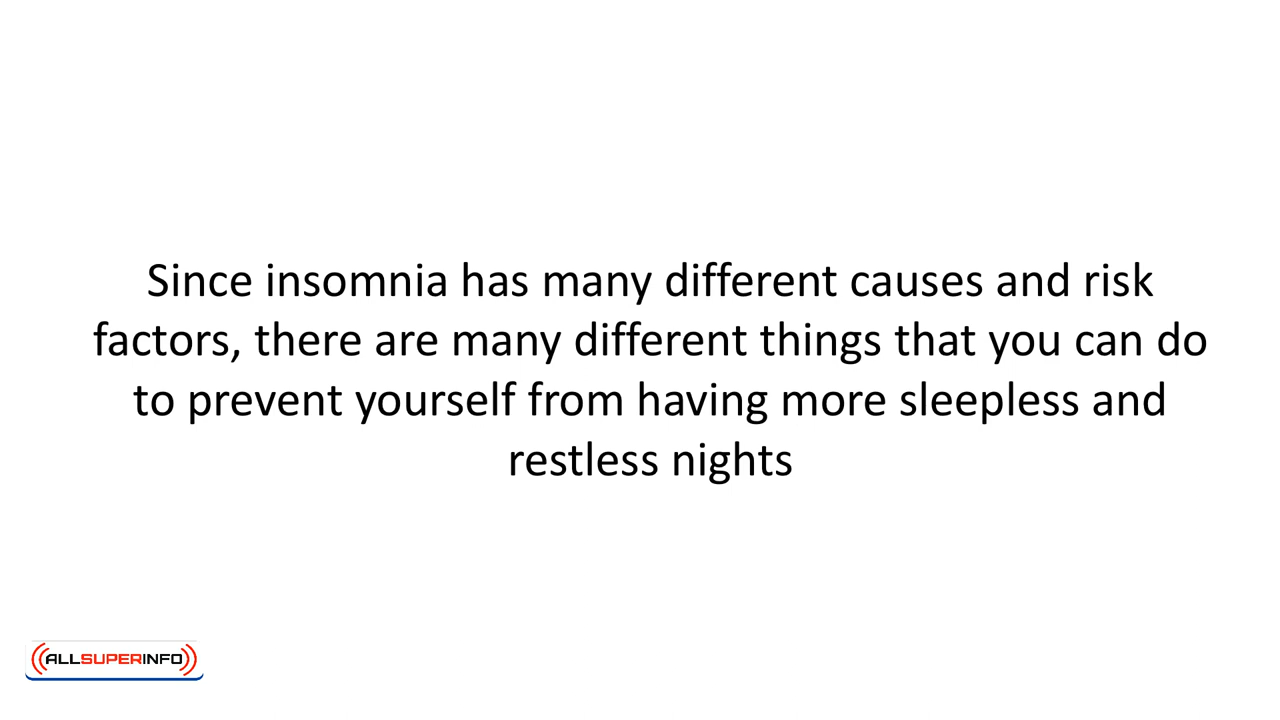 Since insomnia has many different causes and risk
factors, there are many different things that you can do
to prevent yourself from having more sleepless and
restless nights
ALLSUPERINFO